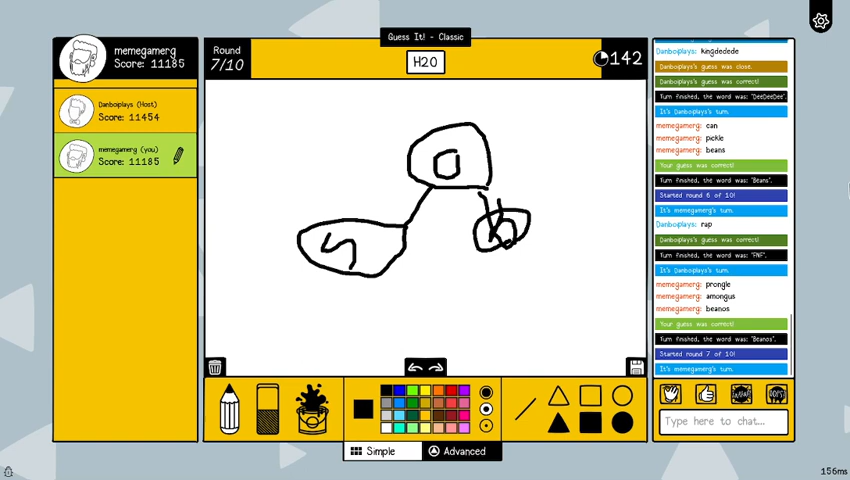 Guess It! - Classic
memegamerg
Score: 11185
Round
7/10
H2O
142
Danboiplays (Host)
Score: 11454
memegamerg (you)
Score: 11185
O
h
Danboiplays: Kingdedede
Danboiplays's guess was close.
Danboiplays's guess was correct!
Turn finished, the word was: "DeeDeeDee".
It's Danboiplays's turn.
memegamerg: can
memegamerg: pickle
memegamerg: beans
Your guess was correct!
Turn finished, the word was: "Beans".
Started round 6 of 10!
It's memegamerg's turn.
Danboiplays: rap
Danboiplays's guess was correct!
Turn finished, the word was: "FNF".
It's Danboiplays's turn.
memegamerg: prongle
memegamerg: amongus
memegamerg: beanos
Your guess was correct!
Turn finished, the word was: "Beanos".
Started round 7 of 10!
It's memegamerg's turn.
Type here to chat...
Simple
Advanced
156ms